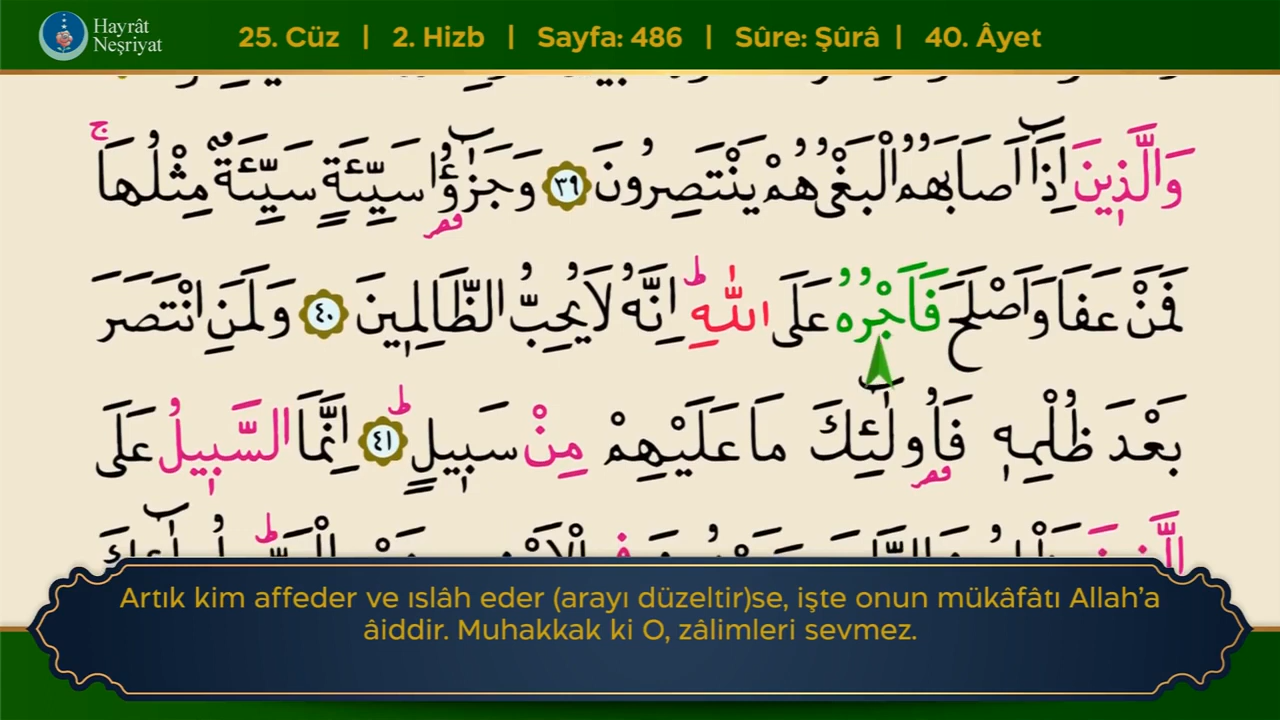 Hayrât
Neşriyat
25. Cüz | 2. Hizb | Sayfa: 486 | Sûre: Şûrâ | 40. Âyet
وَالَّذ۪ينَ اِذَٓا اَصَابَهُمُ الْبَغْيُ هُمْ يَنْتَصِرُونَ ﴿٣٩﴾ وَجَزٰٓؤُا سَيِّئَةٍ سَيِّئَةٌ مِثْلُهَاۚ
فَمَنْ عَفَا وَاَصْلَحَ فَاَجْرُهُ عَلَى اللّٰهِۜ اِنَّهُ لَا يُحِبُّ الظَّالِم۪ينَ ﴿٤٠﴾ وَلَمَنِ انْتَصَرَ
بَعْدَ ظُلْمِه۪ فَاُو۬لٰٓئِكَ مَا عَلَيْهِمْ مِنْ سَب۪يلٍۜ ﴿٤١﴾ اِنَّمَا السَّب۪يلُ عَلَى
Artık kim affeder ve ıslâh eder (arayı düzeltir)se, işte onun mükâfâtı Allah’a
âiddir. Muhakkak ki O, zâlimleri sevmez.